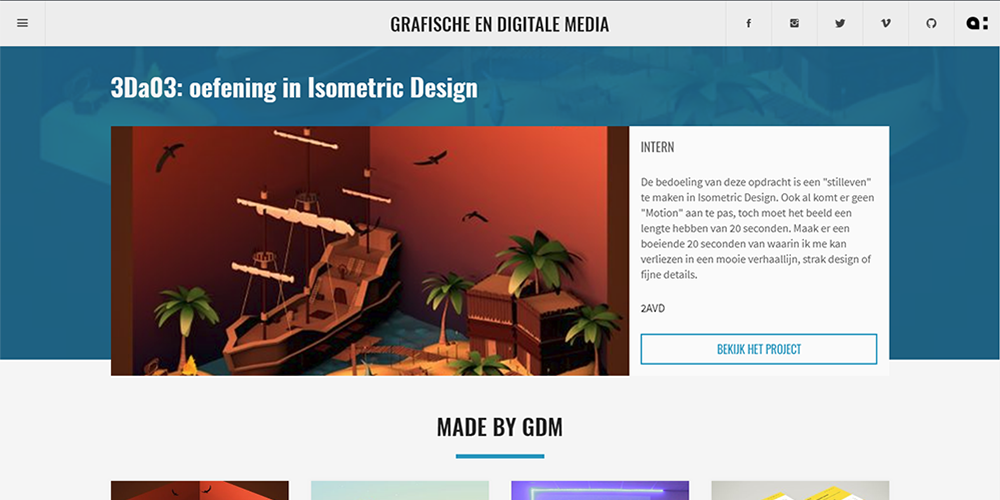 GRAFISCHE EN DIGITALE MEDIA
3Da03: oefening in Isometric Design
INTERN
De bedoeling van deze opdracht is een "stilleven"
te maken in Isometric Design. Ook al komt er geen
"Motion" aan te pas, toch moet het beeld een
lengte hebben van 20 seconden. Maak er een
boeiende 20 seconden van waarin ik me kan
verliezen in een mooie verhaallijn, strak design of
fijne details.
2AVD
BEKIJK HET PROJECT
MADE BY GDM